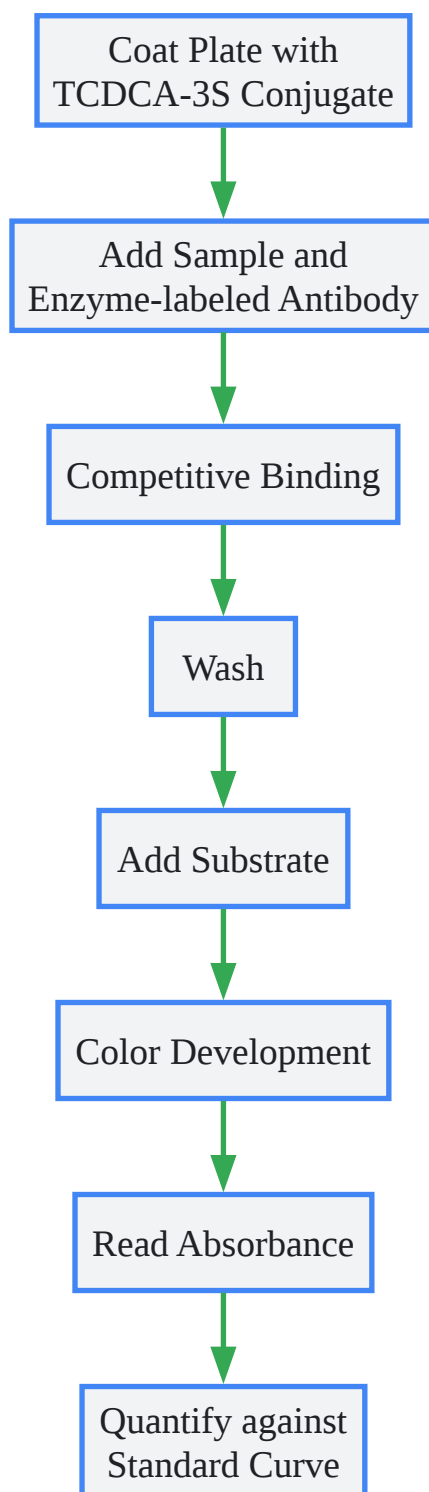 Coat Plate with
TCDCA-3S Conjugate
Add Sample and
Enzyme-labeled Antibody
Competitive Binding
Wash
Add Substrate
Color Development
Read Absorbance
Quantify against
Standard Curve